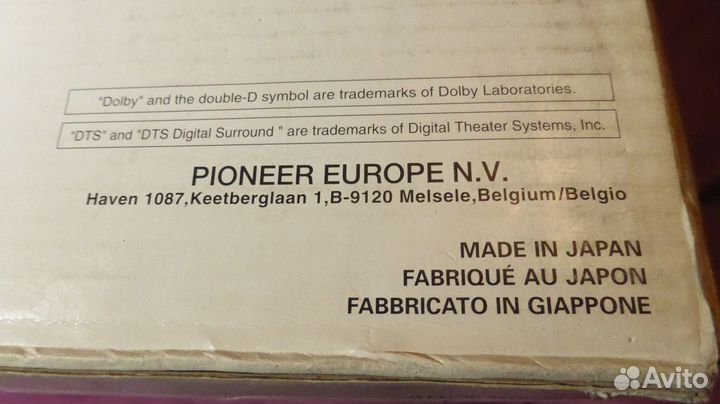 "Dolby" and the double-D symbol are trademarks of Dolby Laboratories.
"DTS" and "DTS Digital Surround " are trademarks of Digital Theater Systems, Inc.
PIONEER EUROPE N.V.
Haven 1087,Keetberglaan 1,B-9120 Melsele,Belgium/Belgio
MADE IN JAPAN
FABRIQUÉ AU JAPON
FABBRICATO IN GIAPPONE
Avito